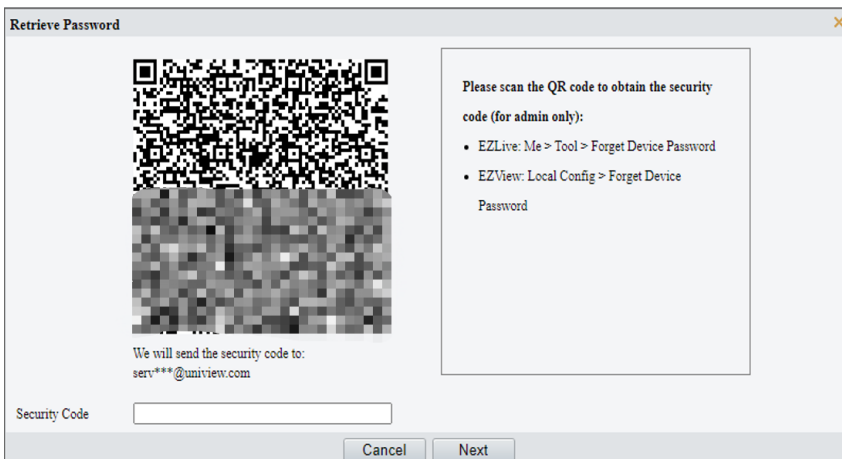 Retrieve Password
Please scan the QR code to obtain the security
code (for admin only):
EZLive: Me > Tool > Forget Device Password
EZView: Local Config > Forget Device
Password
We will send the security code to:
serv***@uniview.com
Security Code
Cancel
Next